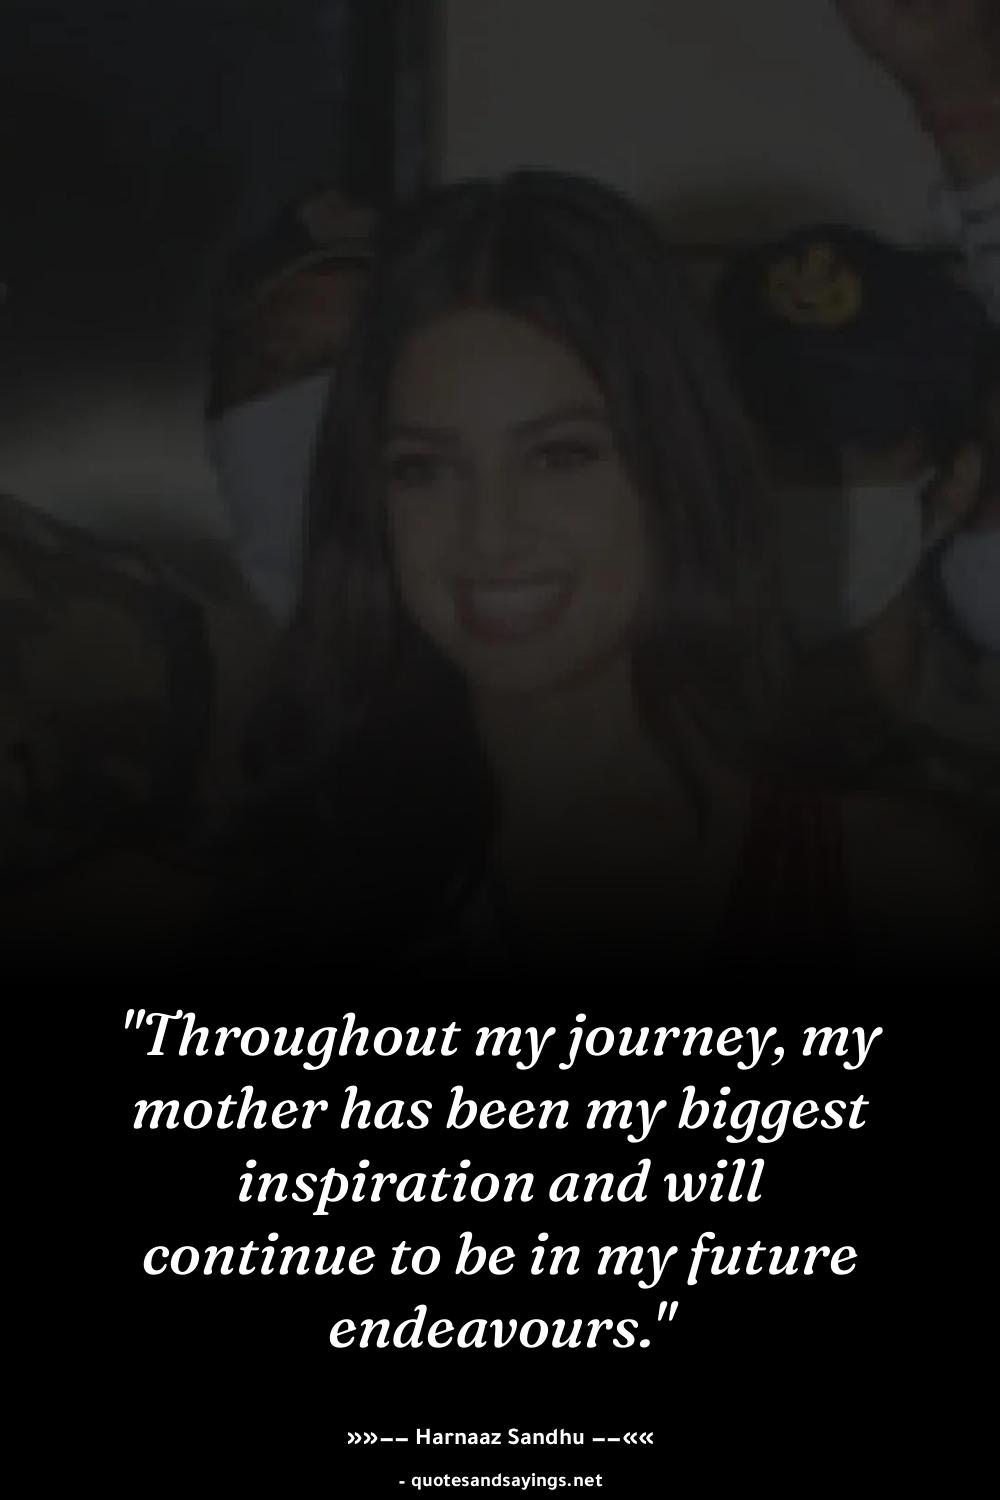 "Throughout my journey, my
mother has been my biggest
inspiration and will
continue to be in my future
endeavours."
»»–– Harnaaz Sandhu ––««
- quotesandsayings.net